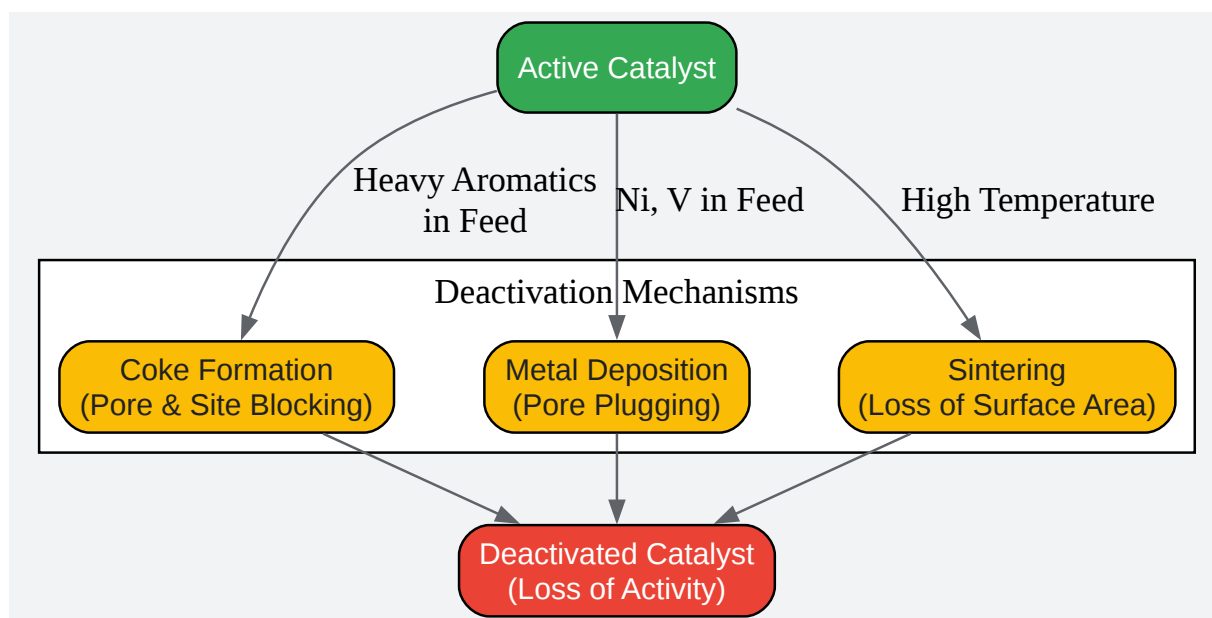 Active Catalyst
Heavy Aromatics
in Feed
Ni, V in Feed
High Temperature
Deactivation Mechanisms
Coke Formation
(Pore & Site Blocking)
Metal Deposition
(Pore Plugging)
Sintering
(Loss of Surface Area)
Deactivated Catalyst
(Loss of Activity)